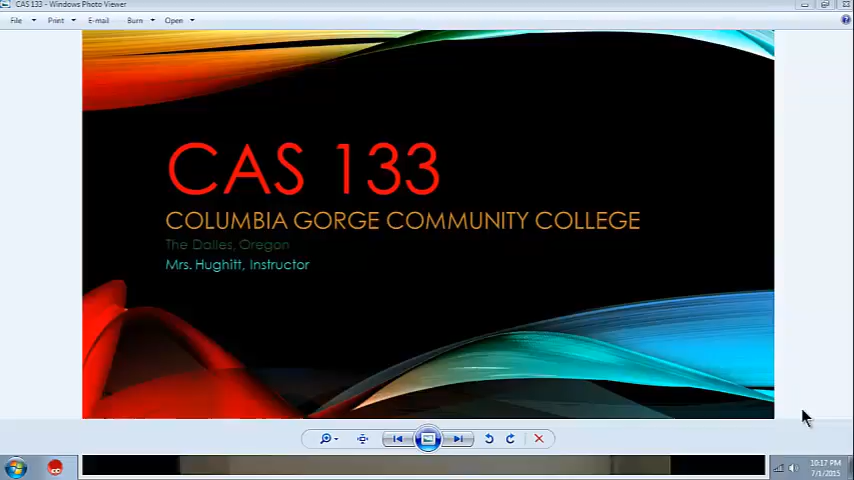 CAS 133 - Windows Photo Viewer
File Print E-mail Burn Open
CAS 133
COLUMBIA GORGE COMMUNITY COLLEGE
The Dalles, Oregon
Mrs. Hughitt, Instructor
10:17 PM
7/1/2015